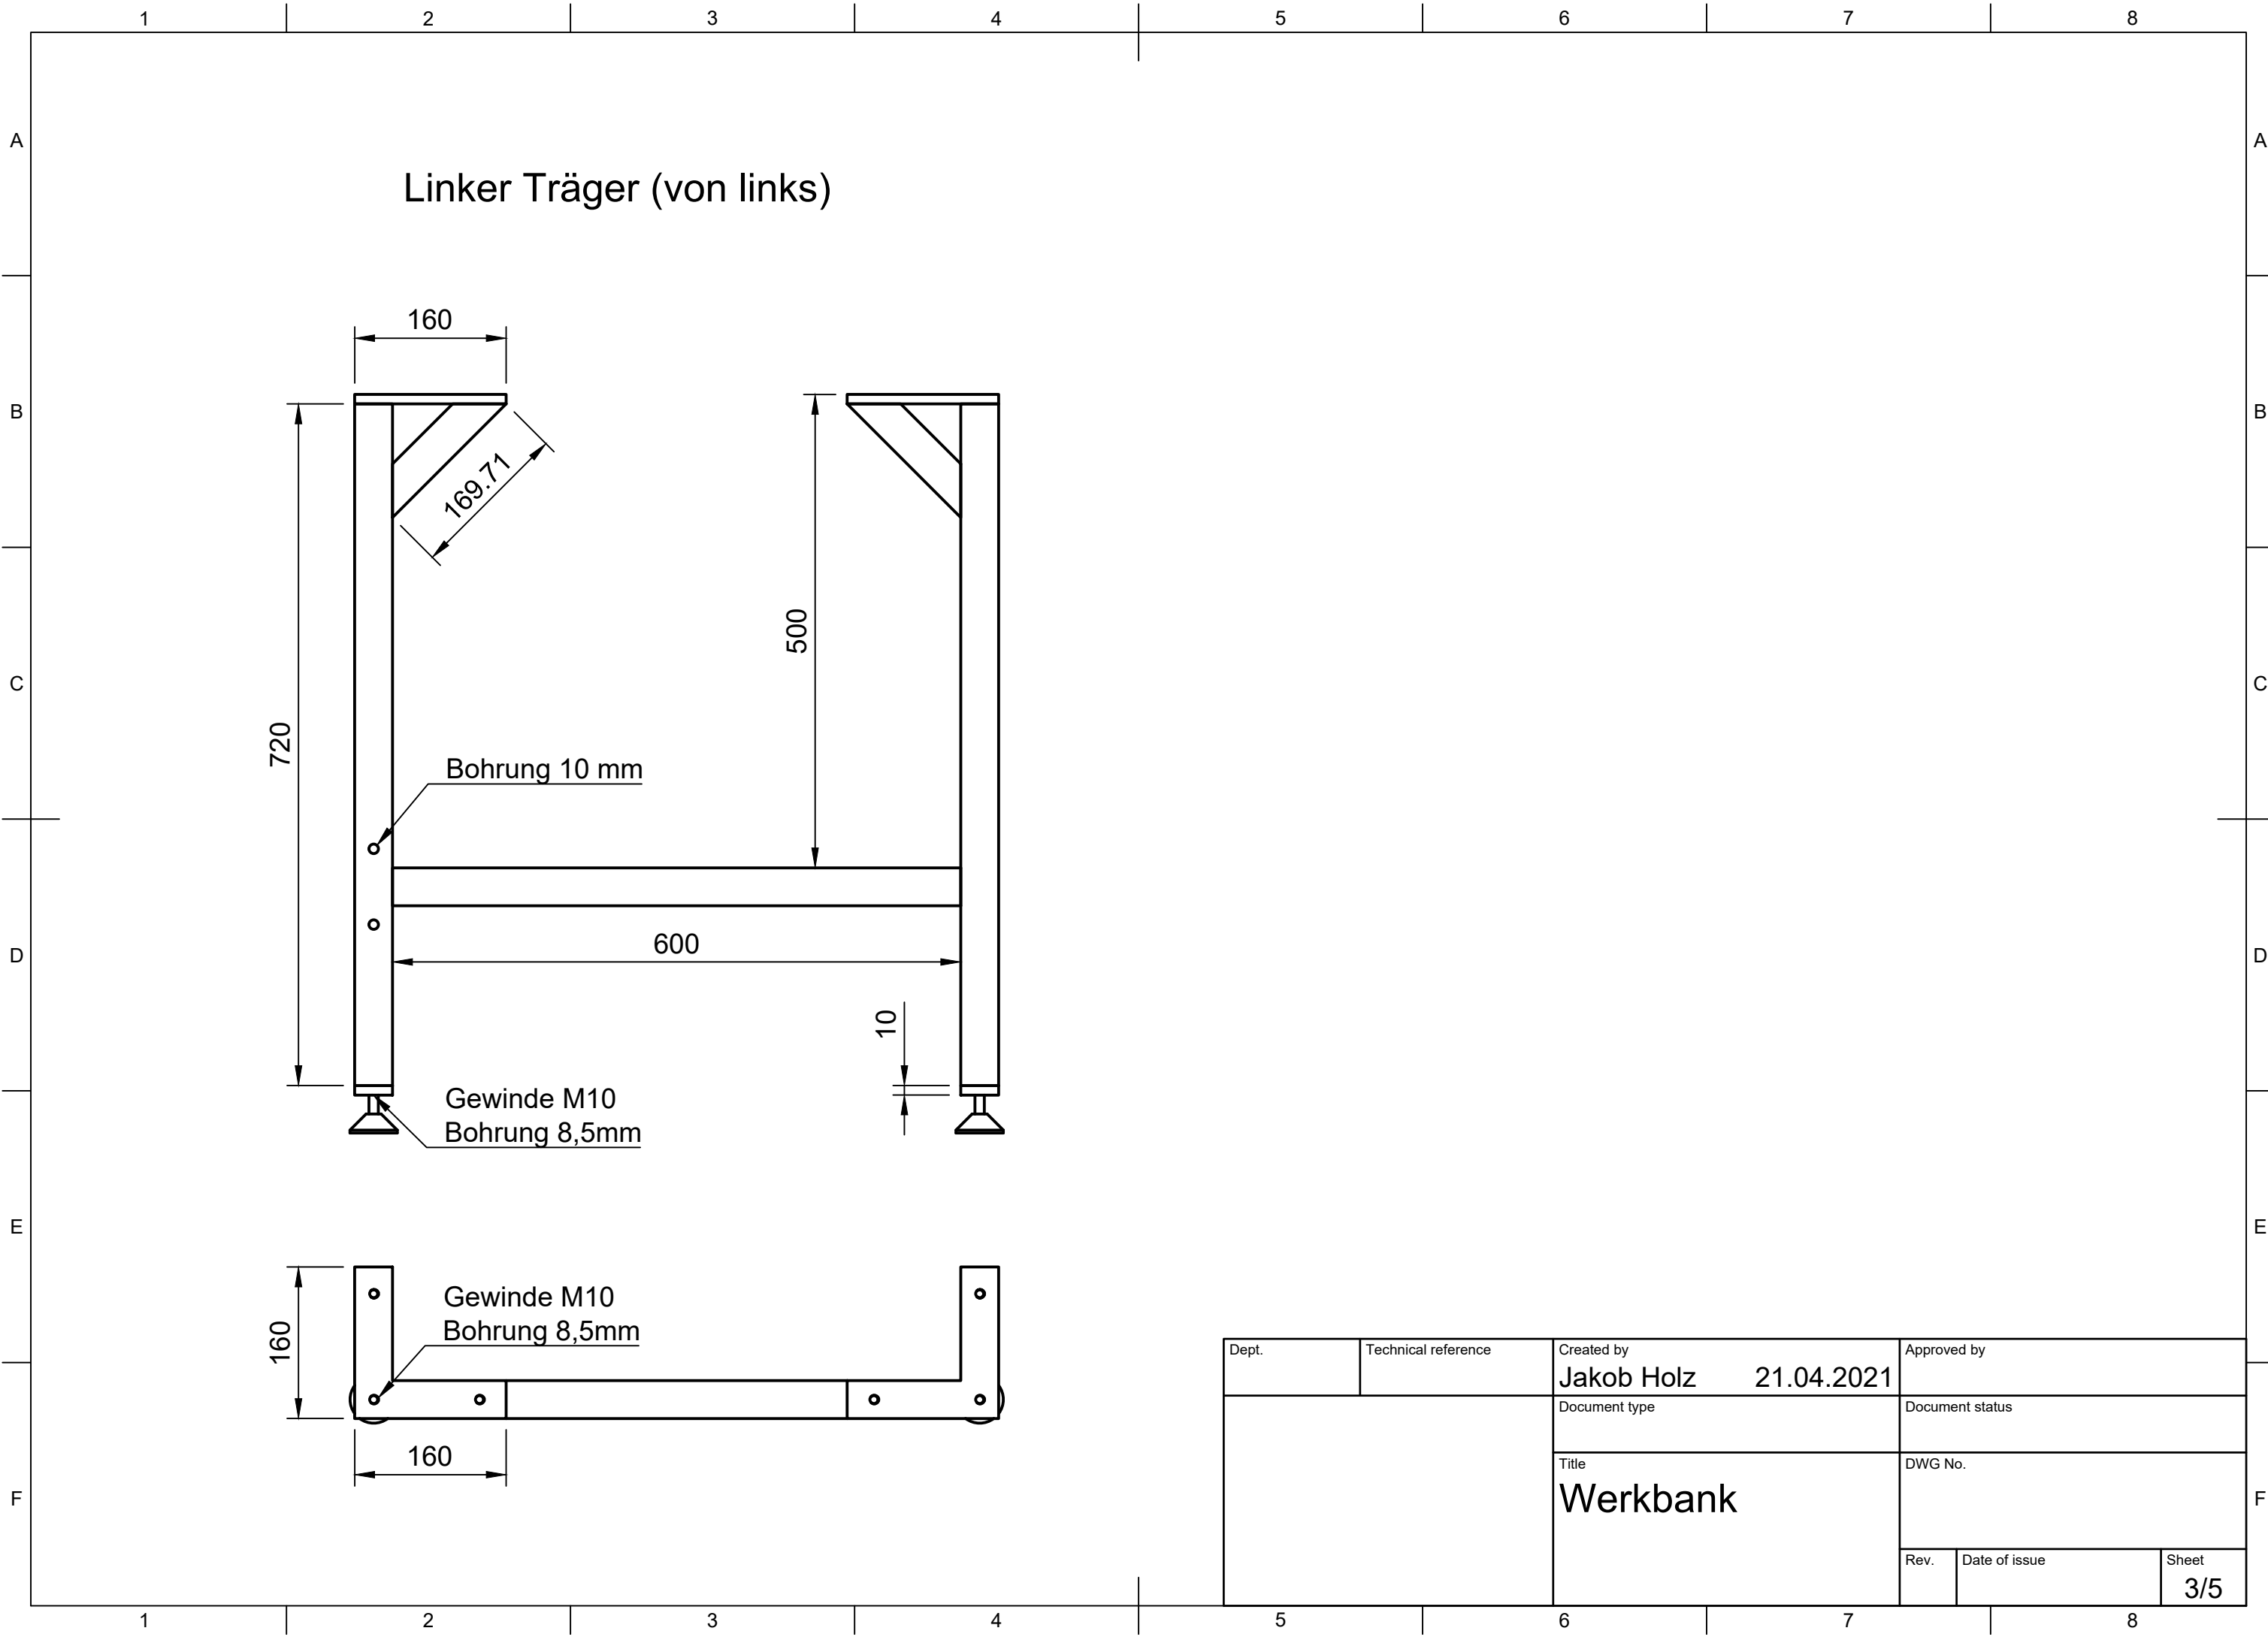 1 2 3 4 5 6 7 8
A A
Linker Träger (von links)
160
B B
169.71
500
C C
720
Bohrung 10 mm
600
D D
10
Gewinde M10
Bohrung 8,5mm
E E
Gewinde M10
Bohrung 8,5mm
160
160
F F
Dept.
Technical reference
Created by
Jakob Holz 21.04.2021
Approved by
Document type
Document status
Title
Werkbank
DWG No.
Rev.
Date of issue
Sheet
3/5
1 2 3 4 5 6 7 8